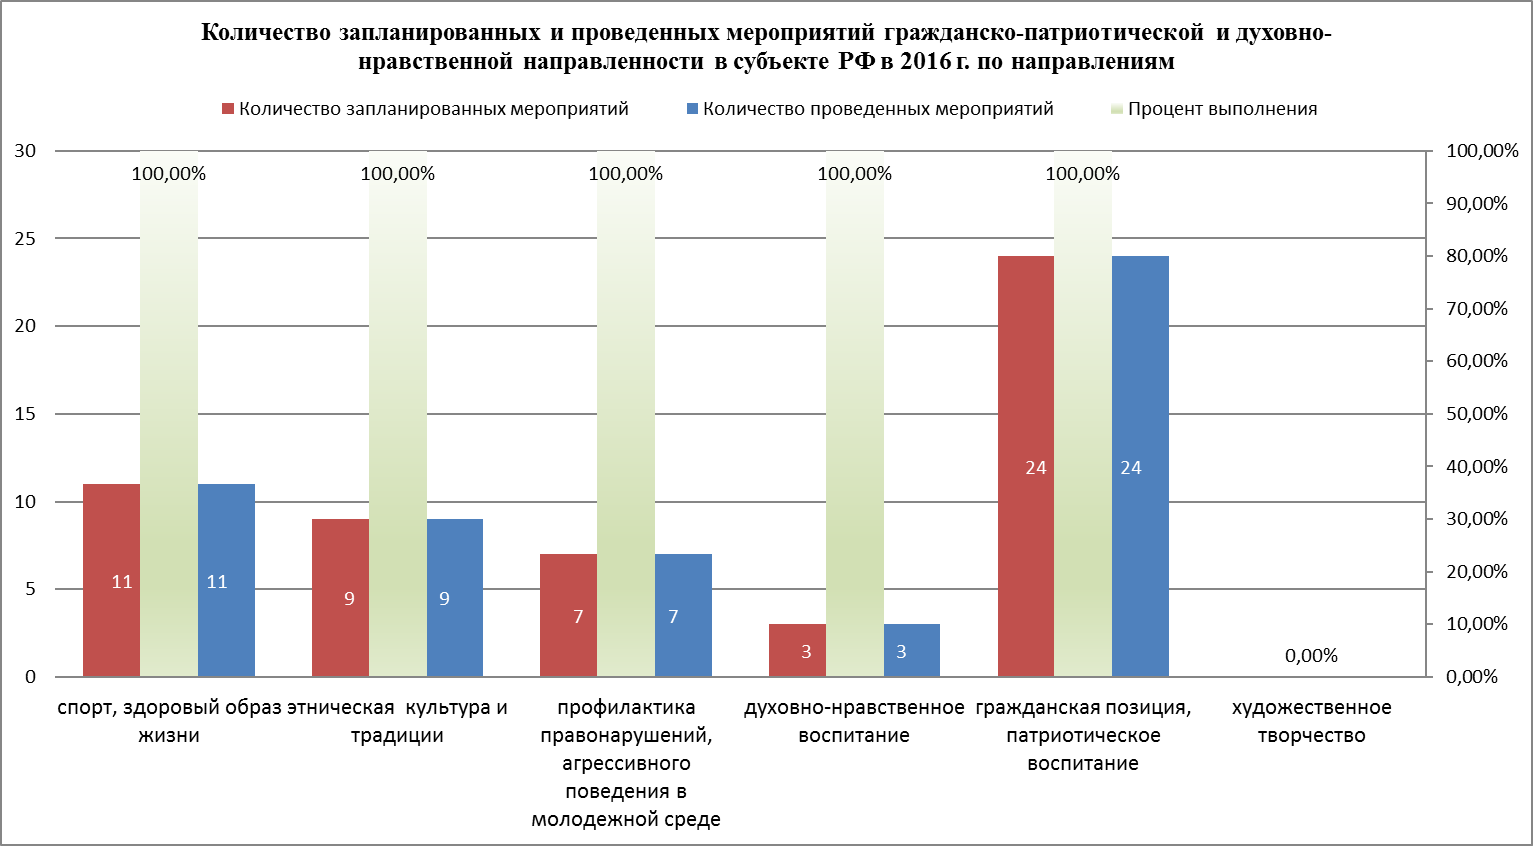 Количество запланированных и проведенных мероприятий гражданско-патриотической и духовно-
нравственной направленности в субъекте РФ в 2016 г. по направлениям
Количество запланированных мероприятий
Количество проведенных мероприятий
Процент выполнения
30
25
20
15
10
5
0
100,00%
100,00%
100,00%
100,00%
100,00%
0,00%
11
11
9
9
7
7
3
3
24
24
100,00%
90,00%
80,00%
70,00%
60,00%
50,00%
40,00%
30,00%
20,00%
10,00%
0,00%
спорт, здоровый образ
жизни
этническая культура и
традиции
профилактика
правонарушений,
агрессивного
поведения в
молодежной среде
духовно-нравственное
воспитание
гражданская позиция,
патриотическое
воспитание
художественное
творчество